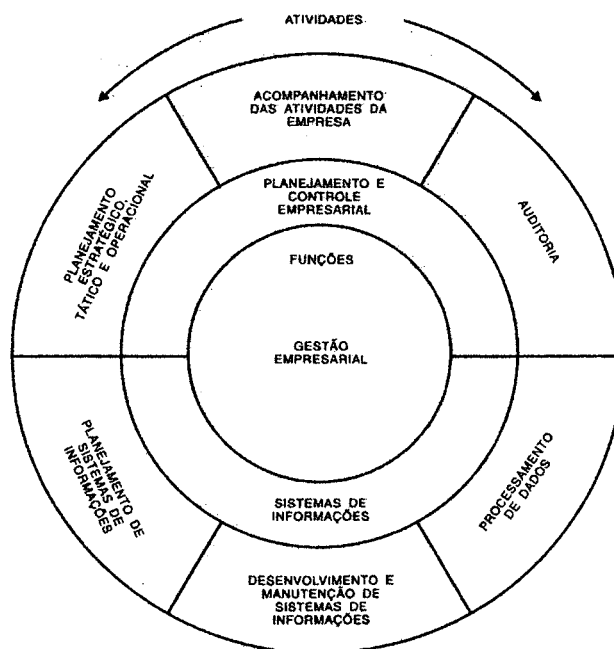 ATIVIDADES
ACOMPANHAMENTO
DAS ATIVIDADES DA
EMPRESA
PLANEJAMENTO E
CONTROLE
EMPRESARIAL
PLANEJAMENTO
ESTRATÉGICO,
TÁTICO E OPERACIONAL
AUDITORIA
FUNÇÕES
GESTÃO
EMPRESARIAL
PLANEJAMENTO DE
SISTEMAS DE
INFORMAÇÕES
PROCESSAMENTO
DE DADOS
SISTEMAS DE
INFORMAÇÕES
DESENVOLVIMENTO E
MANUTENÇÃO DE
SISTEMAS DE
INFORMAÇÕES